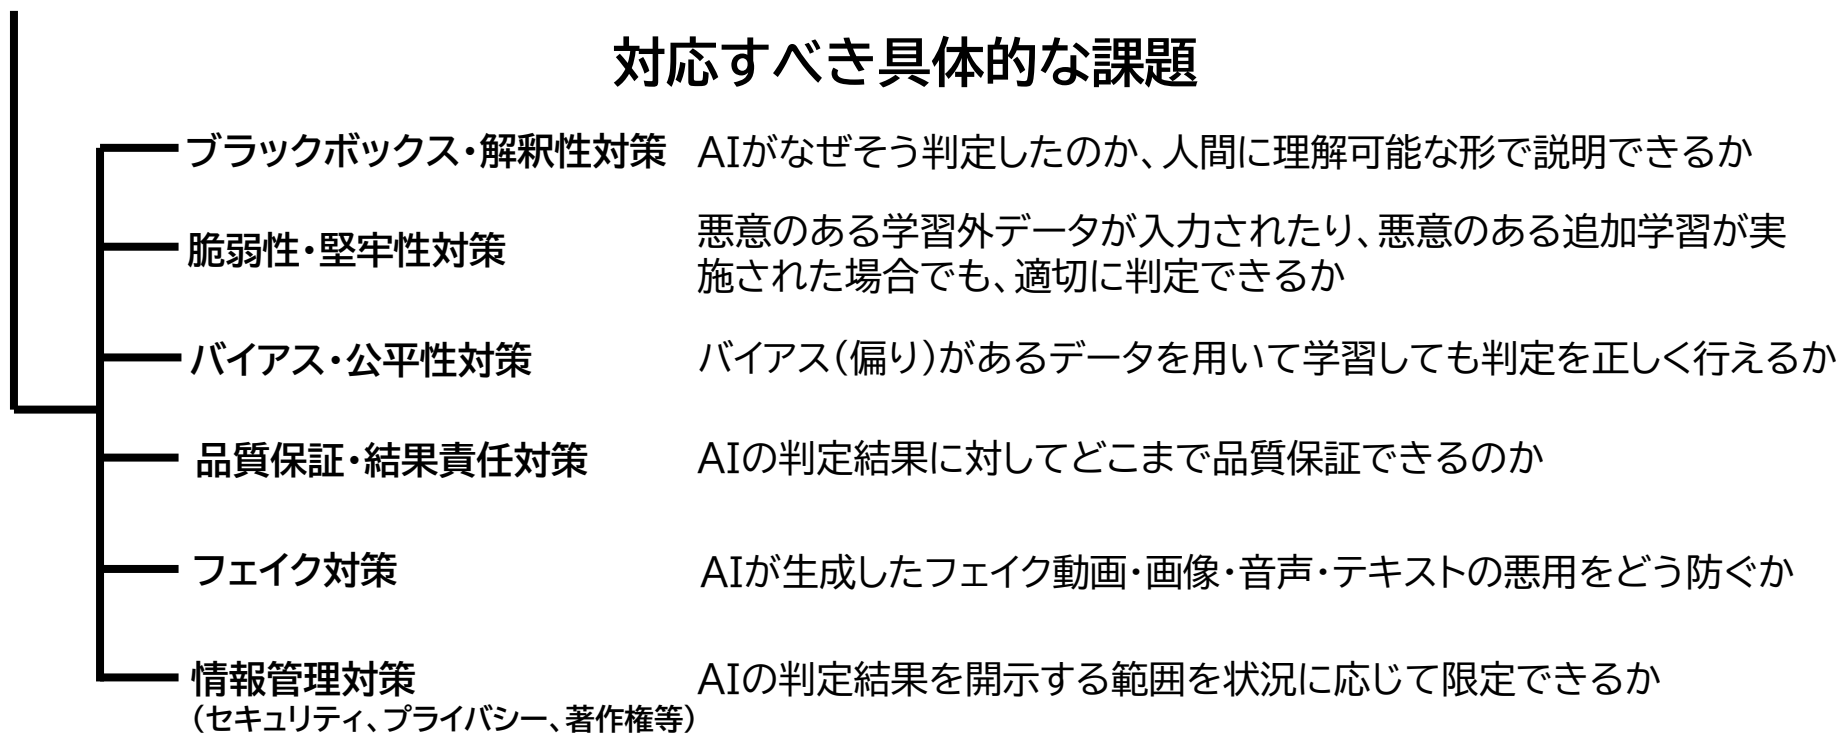 対応すべき具体的な課題
ブラックボックス・解釈性対策 AIがなぜそう判定したのか、人間に理解可能な形で説明できるか
脆弱性・堅牢性対策 悪意のある学習外データが入力されたり、悪意のある追加学習が実
施された場合でも、適切に判定できるか
バイアス・公平性対策 バイアス(偏り)があるデータを用いて学習しても判定を正しく行えるか
品質保証・結果責任対策 AIの判定結果に対してどこまで品質保証できるのか
フェイク対策 AIが生成したフェイク動画・画像・音声・テキストの悪用をどう防ぐか
情報管理対策 AIの判定結果を開示する範囲を状況に応じて限定できるか
(セキュリティ、プライバシー、著作権等)